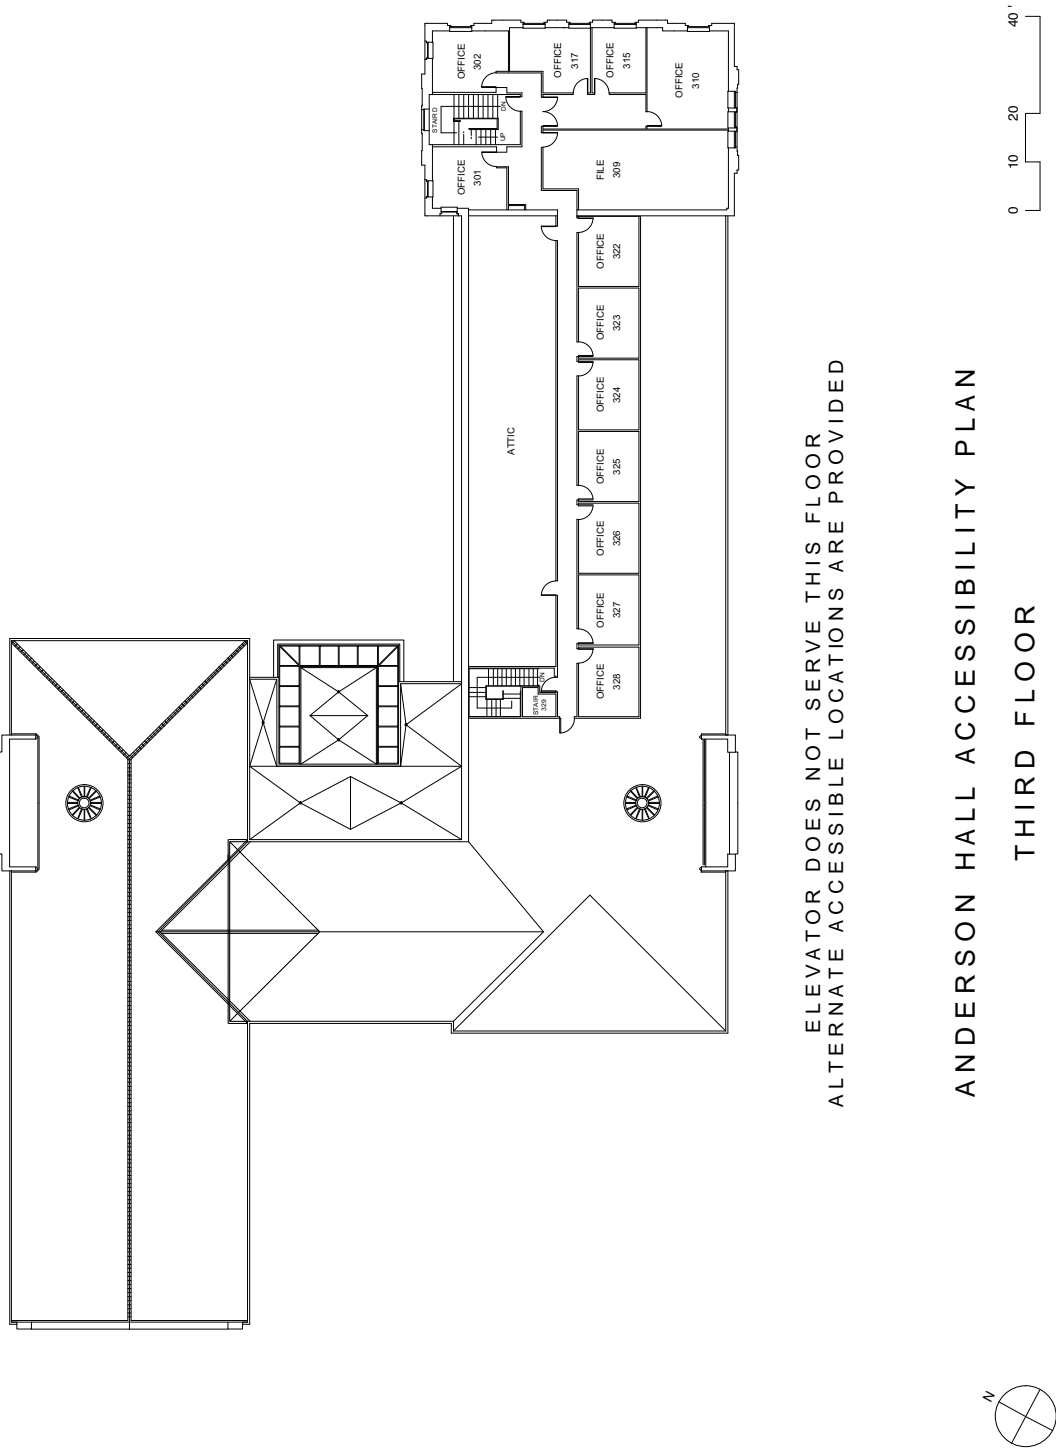 OFFICE
302
OFFICE
317
OFFICE
315
OFFICE
310
STAIR D
DN
UP
OFFICE
301
FILE
309
OFFICE
322
OFFICE
323
OFFICE
324
OFFICE
325
OFFICE
326
OFFICE
327
OFFICE
328
ATTIC
STAIR
329
DN
ELEVATOR DOES NOT SERVE THIS FLOOR
ALTERNATE ACCESSIBLE LOCATIONS ARE PROVIDED
ANDERSON HALL ACCESSIBILITY PLAN
THIRD FLOOR
0 10 20 40 '
N